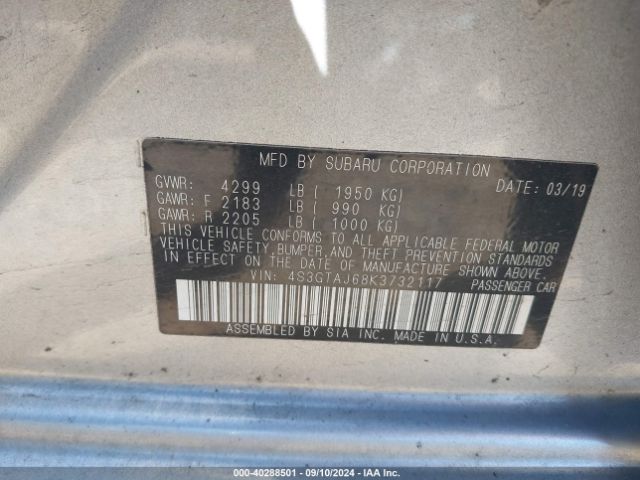 MFD BY SUBARU CORPORATION
GVWR: 4299 LB ( 1950 KG) DATE: 03/19
GAWR: F 2183 LB ( 990 KG)
GAWR: R 2205 LB ( 1000 KG)
THIS VEHICLE CONFORMS TO ALL APPLICABLE FEDERAL MOTOR
VEHICLE SAFETY, BUMPER, AND THEFT PREVENTION STANDARDS
IN EFFECT ON THE DATE OF MANUFACTURE SHOWN ABOVE.
VIN: 4S3GTAJ68K3732117 PASSENGER CAR
ASSEMBLED BY SIA INC. MADE IN U.S.A.
000-40288501 - 09/10/2024 - IAA Inc.